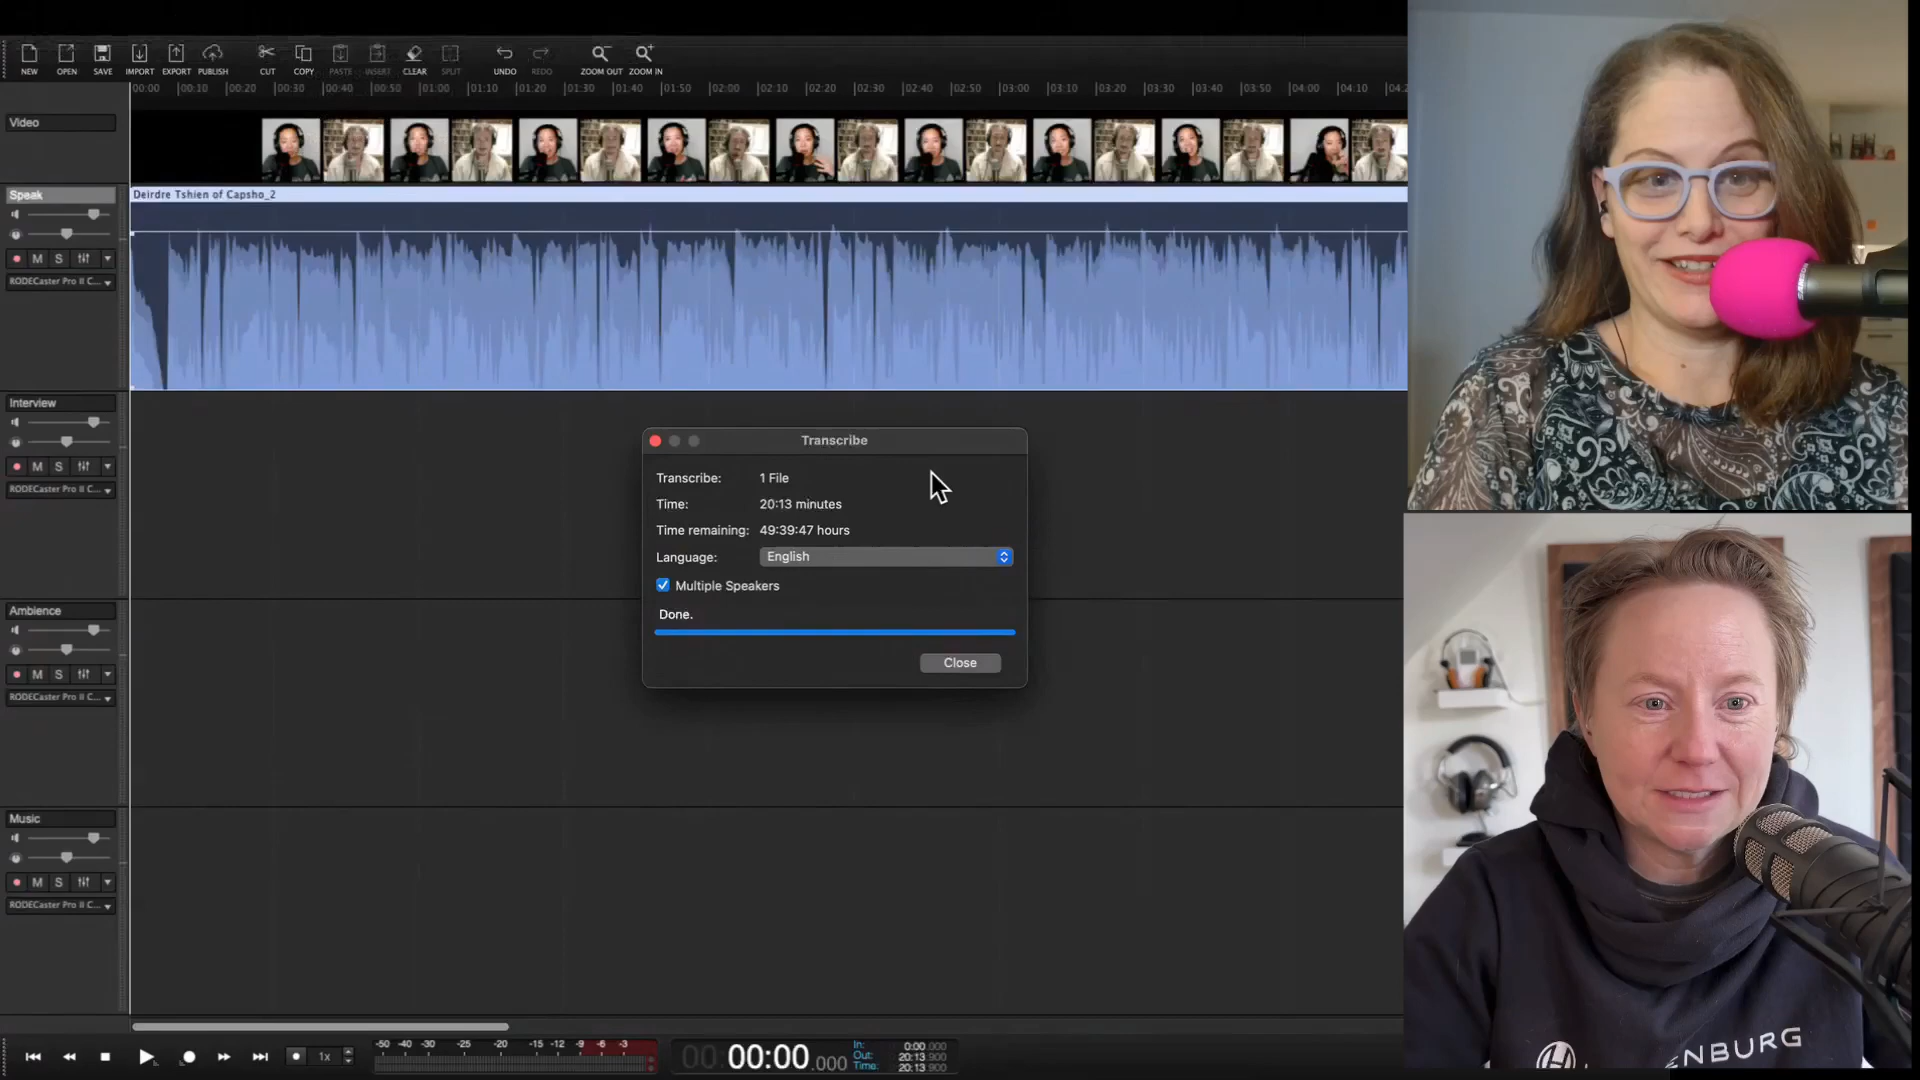 NEW OPEN SAVE IMPORT EXPORT PUBLISH CUT COPY PASTE INSERT CLEAR SPLIT UNDO REDO ZOOM OUT ZOOM IN
00:00 00:10 00:20 00:30 00:40 00:50 01:00 01:10 01:20 01:30 01:40 01:50 02:00 02:10 02:20 02:30 02:40 02:50 03:00 03:10 03:20 03:30 03:40 03:50 04:00 04:10 04:2
Video
Speak
Deirdre Tshien of Capsho_2
M S
RODECaster Pro II C...
Interview
M S
RODECaster Pro II C...
Transcribe
Transcribe: 1 File
Time: 20:13 minutes
Time remaining: 49:39:47 hours
Language: English
Multiple Speakers
Done.
Close
Ambience
M S
RODECaster Pro II C...
Music
M S
RODECaster Pro II C...
1x
-50 -40 -30 -25 -20 -15 -12 -9 -6 -3
00:00.000
In: 0:00.000
Out: 20:13.900
Time: 20:13.900
SAMSON
NBURG